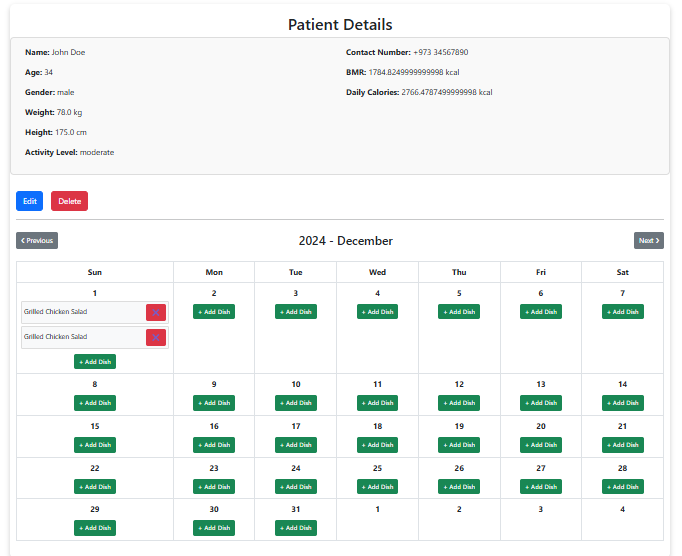 Patient Details
Name: John Doe
Contact Number: +973 34567890
Age: 34
BMR: 1784.8249999999998 kcal
Gender: male
Daily Calories: 2766.4787499999998 kcal
Weight: 78.0 kg
Height: 175.0 cm
Activity Level: moderate
Edit Delete
Previous 2024 - December Next
Sun Mon Tue Wed Thu Fri Sat
1 2 3 4 5 6 7
Grilled Chicken Salad + Add Dish + Add Dish + Add Dish + Add Dish + Add Dish + Add Dish
Grilled Chicken Salad
+ Add Dish
8 9 10 11 12 13 14
+ Add Dish + Add Dish + Add Dish + Add Dish + Add Dish + Add Dish + Add Dish
15 16 17 18 19 20 21
+ Add Dish + Add Dish + Add Dish + Add Dish + Add Dish + Add Dish + Add Dish
22 23 24 25 26 27 28
+ Add Dish + Add Dish + Add Dish + Add Dish + Add Dish + Add Dish + Add Dish
29 30 31 1 2 3 4
+ Add Dish + Add Dish + Add Dish